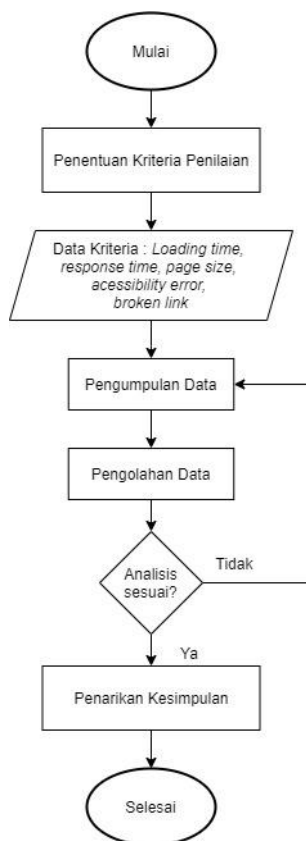 Mulai
Penentuan Kriteria Penilaian
Data Kriteria : Loading time,
response time, page size,
acessibility error,
broken link
Pengumpulan Data
Pengolahan Data
Analisis
sesuai?
Tidak
Ya
Penarikan Kesimpulan
Selesai